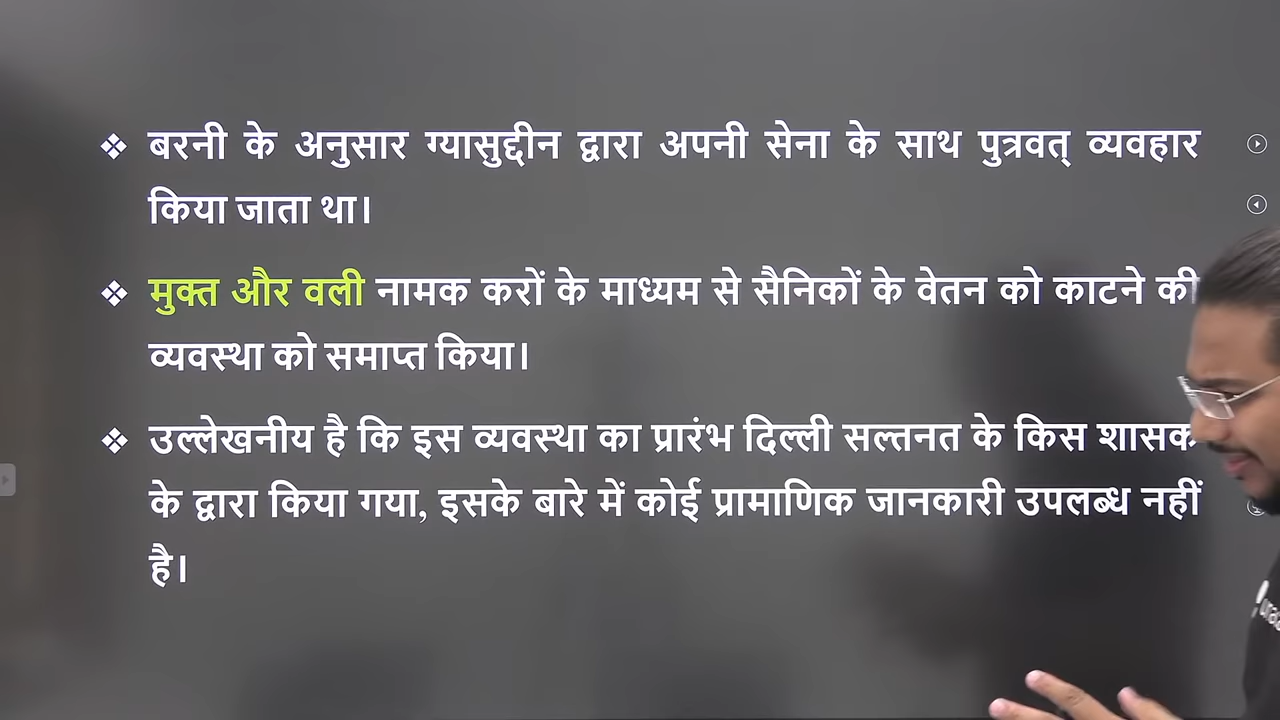 ❖ बरनी के अनुसार ग्यासुद्दीन द्वारा अपनी सेना के साथ पुत्रवत् व्यवहार
किया जाता था।
❖ मुक्त और वली नामक करों के माध्यम से सैनिकों के वेतन को काटने की
व्यवस्था को समाप्त किया।
❖ उल्लेखनीय है कि इस व्यवस्था का प्रारंभ दिल्ली सल्तनत के किस शासक
के द्वारा किया गया, इसके बारे में कोई प्रामाणिक जानकारी उपलब्ध नहीं
है।